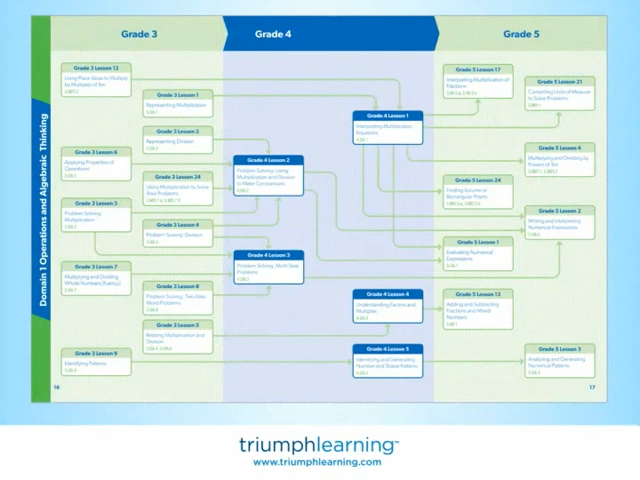 Grade 3
Grade 4
Grade 5
Domain 1 Operations and Algebraic Thinking
Grade 3 Lesson 12
Using Place Value to Multiply
by Multiples of Ten
Grade 3 Lesson 1
Representing Multiplication
Grade 3 Lesson 2
Representing Division
Grade 3 Lesson 6
Applying Properties of
Operations
Grade 3 Lesson 24
Using Multiplication to Solve
Area Problems
Grade 3 Lesson 3
Problem Solving:
Multiplication
Grade 3 Lesson 4
Problem Solving: Division
Grade 3 Lesson 7
Multiplying and Dividing
Whole Numbers (fluency)
Grade 3 Lesson 8
Problem Solving: Two-Step
Word Problems
Grade 3 Lesson 5
Relating Multiplication and
Division
Grade 3 Lesson 9
Identifying Patterns
Grade 4 Lesson 1
Interpreting Multiplication
Equations
Grade 4 Lesson 2
Problem Solving: Using
Multiplication and Division
to Make Comparisons
Grade 4 Lesson 3
Problem Solving: Multi-Step
Problems
Grade 4 Lesson 4
Understanding Factors and
Multiples
Grade 4 Lesson 5
Identifying and Generating
Number and Shape Patterns
Grade 5 Lesson 17
Interpreting Multiplication of
Fractions
Grade 5 Lesson 21
Converting Units of Measure
to Solve Problems
Grade 5 Lesson 4
Multiplying and Dividing by
Powers of Ten
Grade 5 Lesson 24
Finding Volume of
Rectangular Prisms
Grade 5 Lesson 2
Writing and Interpreting
Numerical Expressions
Grade 5 Lesson 1
Evaluating Numerical
Expressions
Grade 5 Lesson 13
Adding and Subtracting
Fractions and Mixed
Numbers
Grade 5 Lesson 3
Analyzing and Generating
Numerical Patterns
16
17
triumphlearning™
www.triumphlearning.com